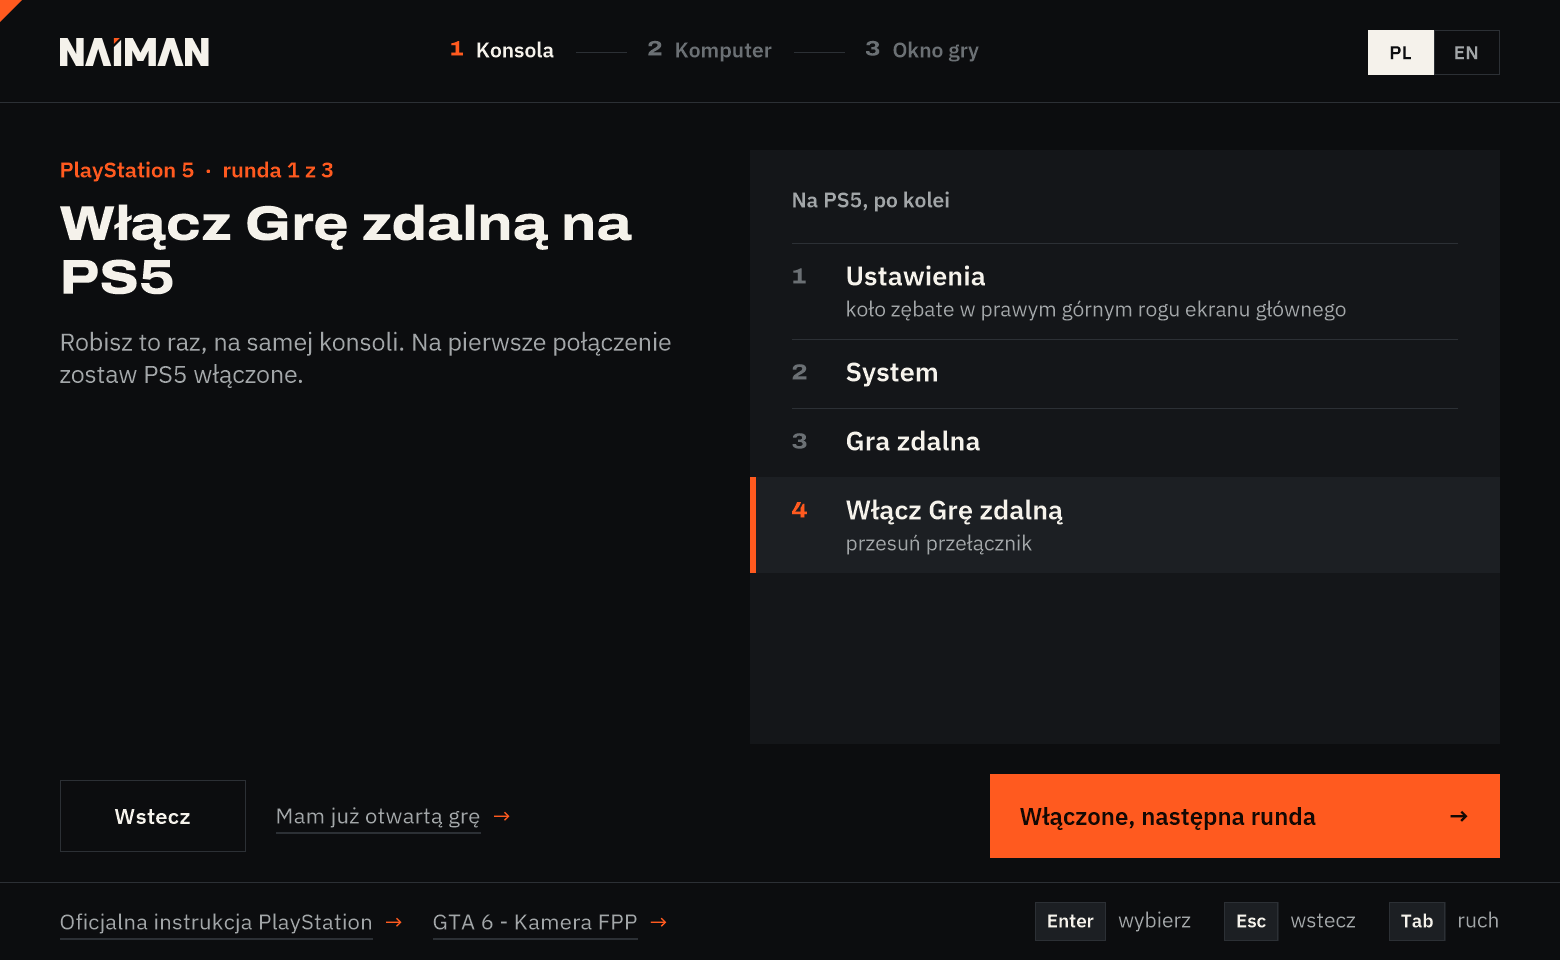 NAIMAN
1 Konsola
2 Komputer
3 Okno gry
PL
EN
PlayStation 5 · runda 1 z 3
Włącz Grę zdalną na
PS5
Robisz to raz, na samej konsoli. Na pierwsze połączenie
zostaw PS5 włączone.
Na PS5, po kolei
1 Ustawienia
koło zębate w prawym górnym rogu ekranu głównego
2 System
3 Gra zdalna
4 Włącz Grę zdalną
przesuń przełącznik
Wstecz
Mam już otwartą grę →
Włączone, następna runda →
Oficjalna instrukcja PlayStation →
GTA 6 - Kamera FPP →
Enter wybierz
Esc wstecz
Tab ruch